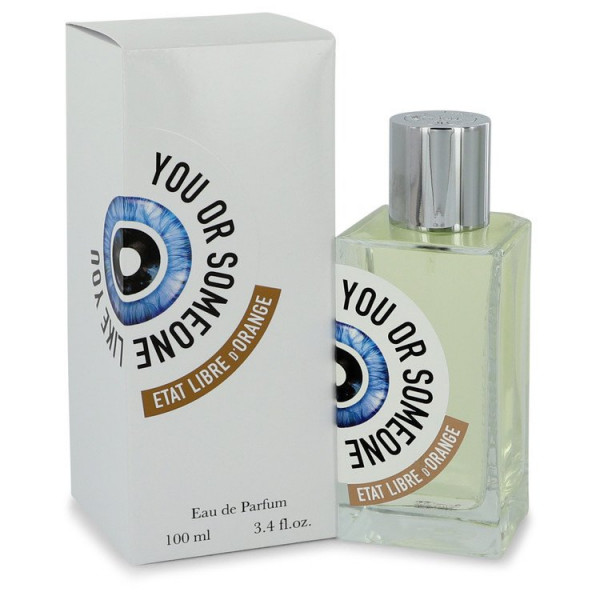 YOU OR SOMEONE LIKE YOU
ETAT LIBRE D'ORANGE
Eau de Parfum
100 ml 3.4 fl.oz.
YOU OR SOMEONE
ETAT LIBRE D'ORANGE